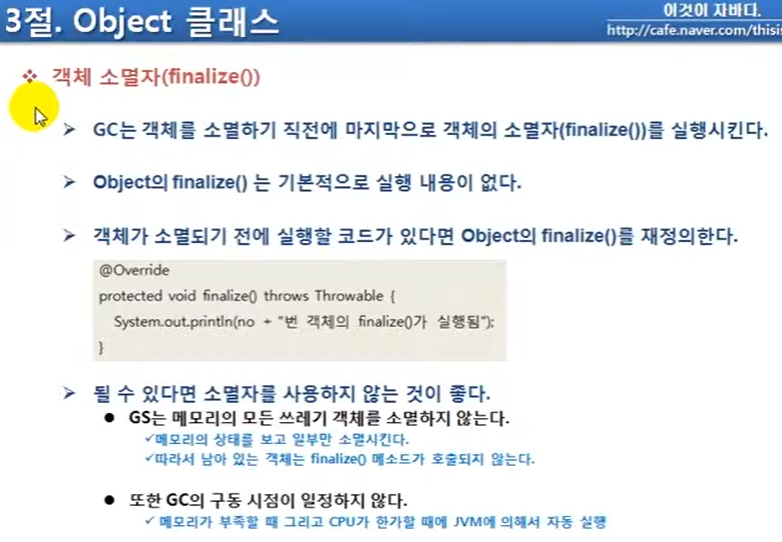 3절. Object 클래스
이것이 자바다.
http://cafe.naver.com/thisis
객체 소멸자(finalize())
GC는 객체를 소멸하기 직전에 마지막으로 객체의 소멸자(finalize())를 실행시킨다.
Object의 finalize() 는 기본적으로 실행 내용이 없다.
객체가 소멸되기 전에 실행할 코드가 있다면 Object의 finalize()를 재정의한다.
@Override
protected void finalize() throws Throwable {
System.out.println(no + "번 객체의 finalize()가 실행됨");
}
될 수 있다면 소멸자를 사용하지 않는 것이 좋다.
GS는 메모리의 모든 쓰레기 객체를 소멸하지 않는다.
메모리의 상태를 보고 일부만 소멸시킨다.
따라서 남아 있는 객체는 finalize() 메소드가 호출되지 않는다.
또한 GC의 구동 시점이 일정하지 않다.
메모리가 부족할 때 그리고 CPU가 한가할 때에 JVM에 의해서 자동 실행